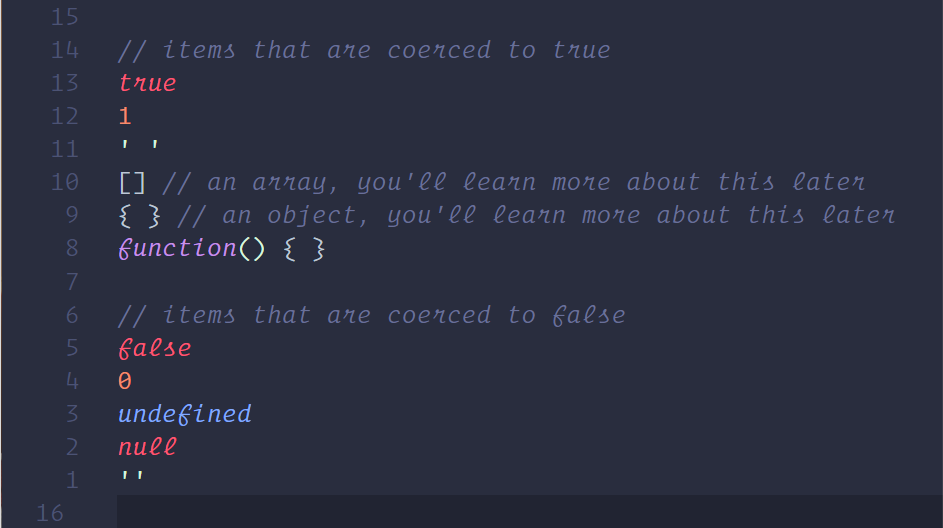 15
14 // items that are coerced to true
13 true
12 1
11 ' '
10 [] // an array, you'll learn more about this later
9 { } // an object, you'll learn more about this later
8 function() { }
7
6 // items that are coerced to false
5 false
4 0
3 undefined
2 null
1 ''
16